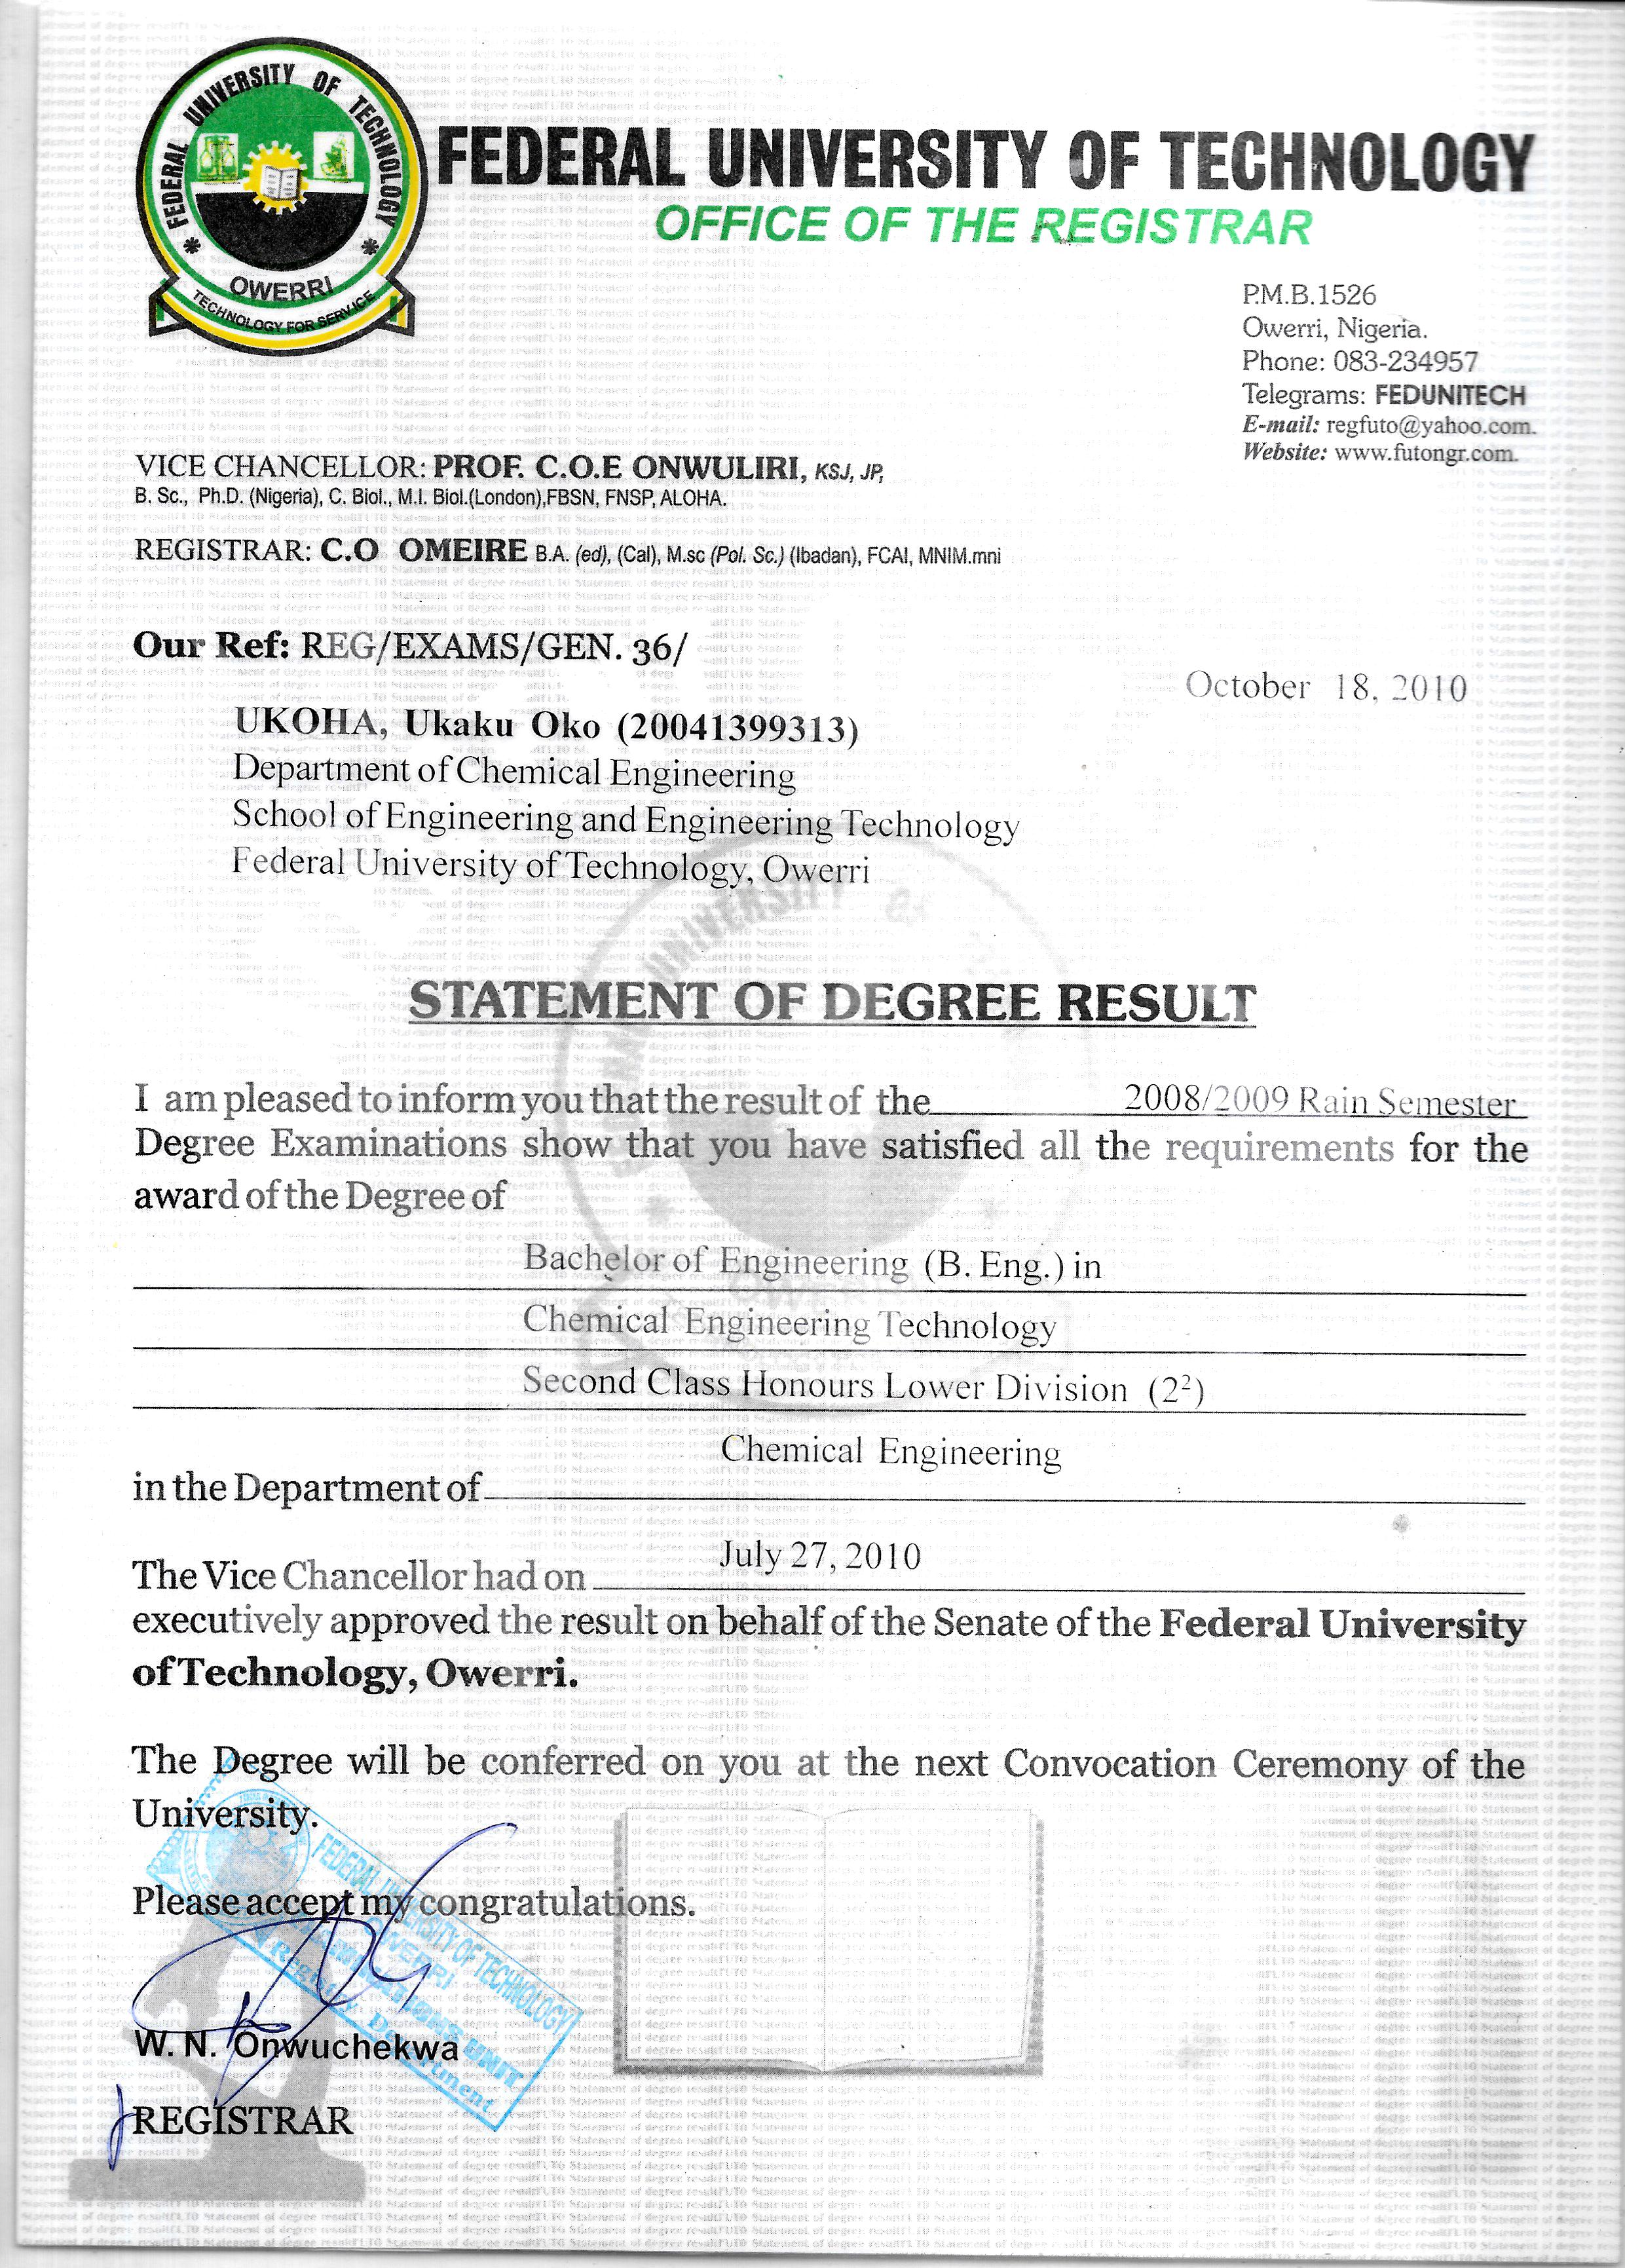 FEDERAL UNIVERSITY OF TECHNOLOGY
OWERRI
TECHNOLOGY FOR SERVICE
FEDERAL UNIVERSITY OF TECHNOLOGY
OFFICE OF THE REGISTRAR
P.M.B.1526
Owerri, Nigeria.
Phone: 083-234957
Telegrams: FEDUNITECH
E-mail: regfuto@yahoo.com.
Website: www.futongr.com.
VICE CHANCELLOR: PROF. C.O.E ONWULIRI, KSJ, JP,
B. Sc., Ph.D. (Nigeria), C. Biol., M.I. Biol.(London),FBSN, FNSP, ALOHA.
REGISTRAR: C.O OMEIRE B.A. (ed), (Cal), M.sc (Pol. Sc.) (Ibadan), FCAI, MNIM.mni
Our Ref: REG/EXAMS/GEN. 36/
October 18, 2010
UKOHA, Ukaku Oko (20041399313)
Department of Chemical Engineering
School of Engineering and Engineering Technology
Federal University of Technology, Owerri
STATEMENT OF DEGREE RESULT
I am pleased to inform you that the result of the 2008/2009 Rain Semester
Degree Examinations show that you have satisfied all the requirements for the
award of the Degree of
Bachelor of Engineering (B. Eng.) in
Chemical Engineering Technology
Second Class Honours Lower Division (2²)
Chemical Engineering
in the Department of
July 27, 2010
The Vice Chancellor had on
executively approved the result on behalf of the Senate of the Federal University
of Technology, Owerri.
The Degree will be conferred on you at the next Convocation Ceremony of the
University.
Please accept my congratulations.
FEDERAL UNIVERSITY OF TECHNOLOGY
OWERRI
EXAMINATIONS UNIT
Registry Department
W. N. Onwuchekwa
REGISTRAR